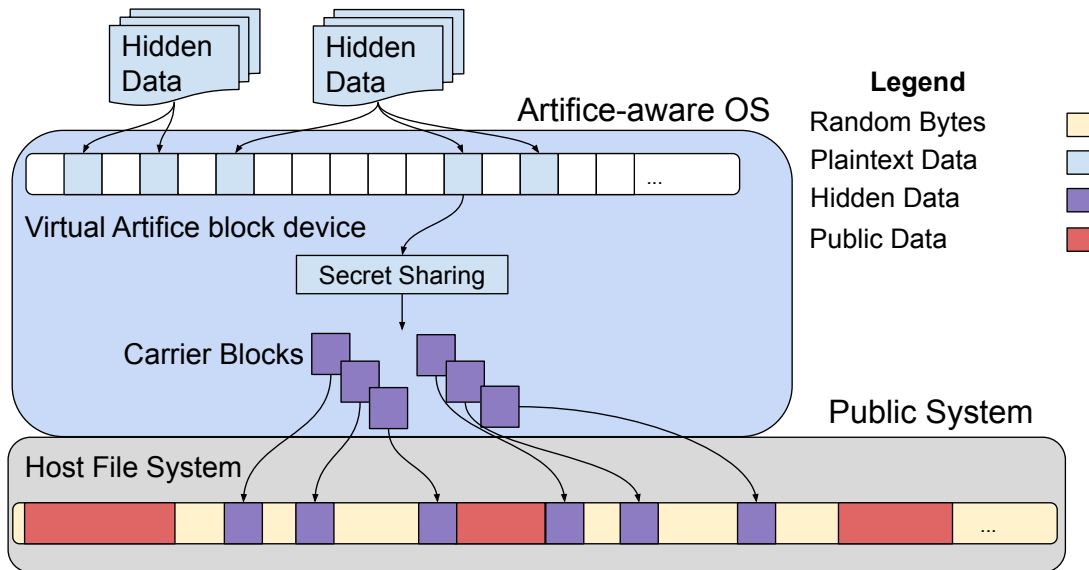 Hidden
Data
Hidden
Data
Legend
Artifice-aware OS
Random Bytes
Plaintext Data
...
Hidden Data
Virtual Artifice block device
Public Data
Secret Sharing
Carrier Blocks
Public System
Host File System
...